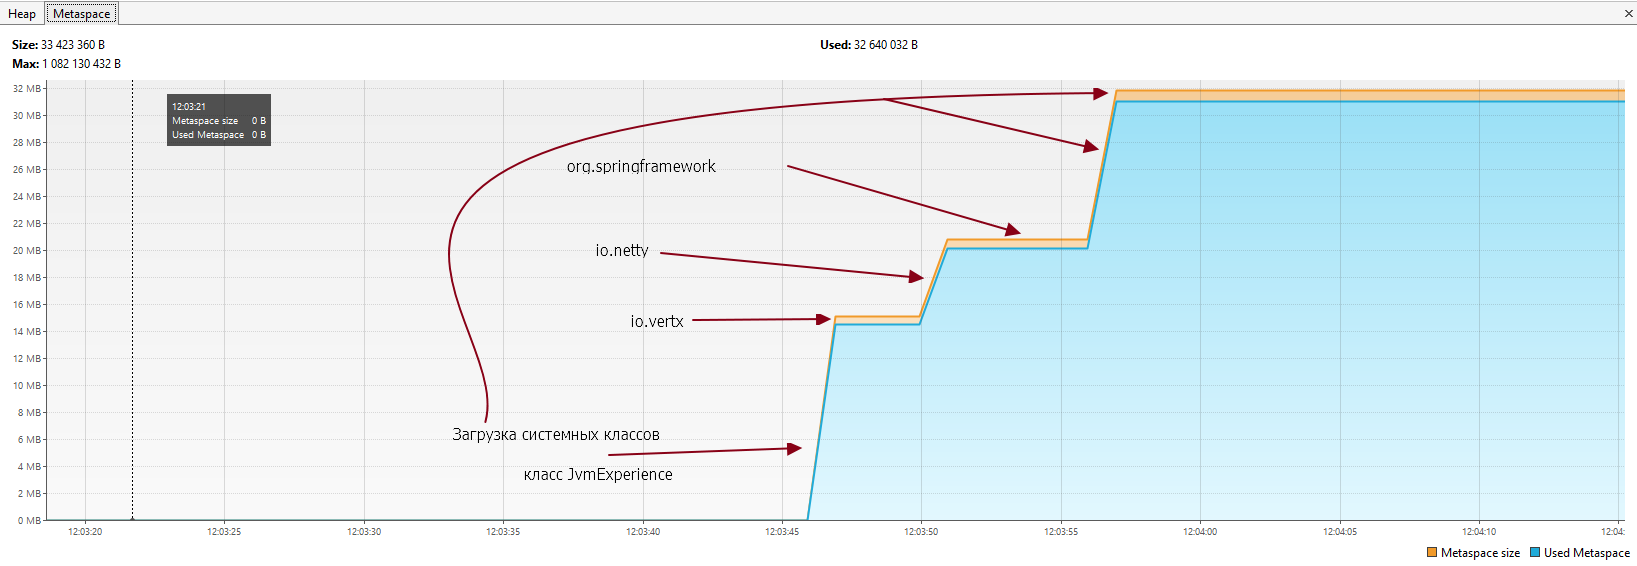 Heap Metaspace
Size: 33 423 360 B Used: 32 640 032 B
Max: 1 082 130 432 B
32 MB
30 MB
28 MB
26 MB
24 MB
22 MB
20 MB
18 MB
16 MB
14 MB
12 MB
10 MB
8 MB
6 MB
4 MB
2 MB
0 MB
12:03:21
Metaspace size 0 B
Used Metaspace 0 B
org.springframework
io.netty
io.vertx
Загрузка системных классов
класс JvmExperience
12:03:20 12:03:25 12:03:30 12:03:35 12:03:40 12:03:45 12:03:50 12:03:55 12:04:00 12:04:05 12:04:10 12:04:
Metaspace size Used Metaspace